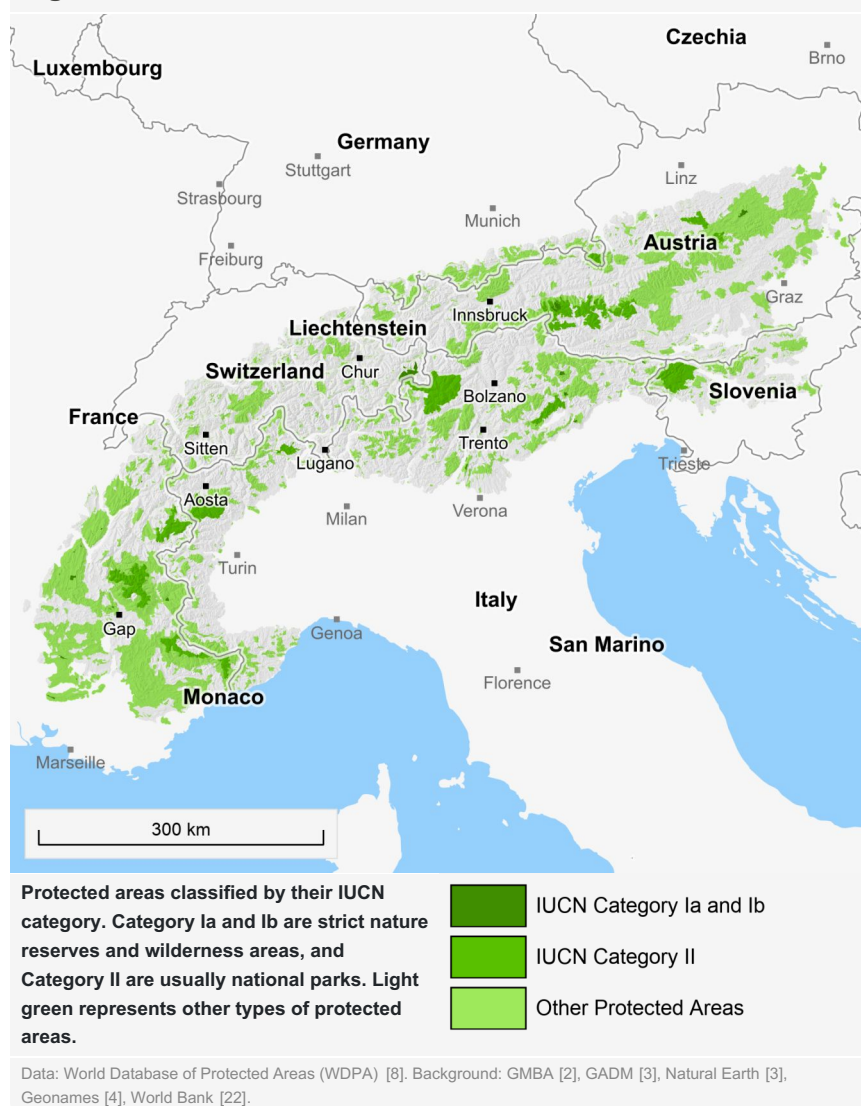 Czechia
Brno
Luxembourg
Germany
Stuttgart
Linz
Strasbourg
Munich
Austria
Freiburg
Graz
Innsbruck
Liechtenstein
Chur
Switzerland
Bolzano
Slovenia
France
Sitten
Trento
Lugano
Trieste
Aosta
Milan
Verona
Turin
Italy
Gap
Genoa
San Marino
Florence
Monaco
Marseille
300 km
Protected areas classified by their IUCN
category. Category Ia and Ib are strict nature
reserves and wilderness areas, and
Category II are usually national parks. Light
green represents other types of protected
areas.
IUCN Category Ia and Ib
IUCN Category II
Other Protected Areas
Data: World Database of Protected Areas (WDPA) [8]. Background: GMBA [2], GADM [3], Natural Earth [3],
Geonames [4], World Bank [22].